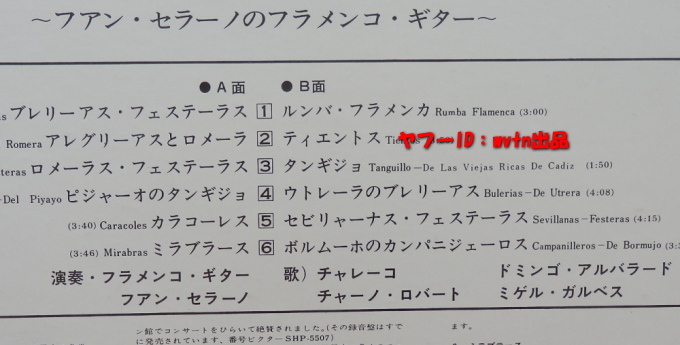 ～フアン・セラーノのフラメンコ・ギター～
●A面 ●B面
ブレリーアス・フェステーラス 1 ルンバ・フラメンカ Rumba Flamenca (3:00)
Romera アレグリーアスとロメーラ 2 ティエントス ヤフーID：wvtn出品
ロメーラス・フェステーラス 3 タンギジョ Tanguillo－De Las Viejas Ricas De Cadiz (1:50)
Del Piyayo ピジャーオのタンギジョ 4 ウトレーラのブレリーアス Bulerias－De Utrera (4:08)
(3:40) Caracoles カラコーレス 5 セビリャーナス・フェステーラス Sevillanas－Festeras (4:15)
(3:46) Mirabras ミラブラース 6 ボルムーホのカンパニジェーロス Campanilleros－De Bormujo
演奏・フラメンコ・ギター 歌）チャレーコ ドミンゴ・アルバラード
フアン・セラーノ チャーノ・ロバート ミゲル・ガルベス
ン館でコンサートをひらいて絶賛されました。(その録音盤はすで ます。
に発売されています、番号ビクターSHP-5507)